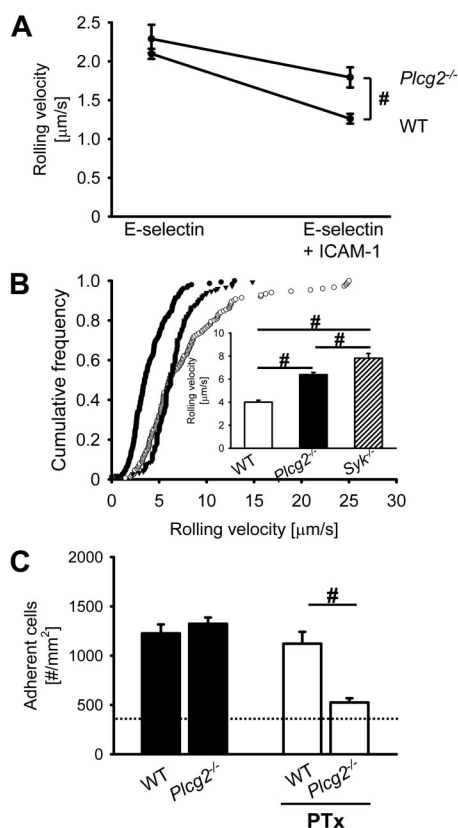 A
2.5
2.0
1.5
1.0
0.5
0
Rolling velocity
[μm/s]
Plcg2-/-
#
WT
E-selectin
E-selectin
+ ICAM-1
B
1.0
0.8
0.6
0.4
0.2
0
Cumulative frequency
0 5 10 15 20 25 30
Rolling velocity [μm/s]
10
8
6
4
2
0
Rolling velocity
[μm/s]
#
#
#
WT
Plcg2-/-
Syk-/-
C
2000
1500
1000
500
0
Adherent cells
[#/mm2]
#
WT
Plcg2-/-
WT
Plcg2-/-
PTx